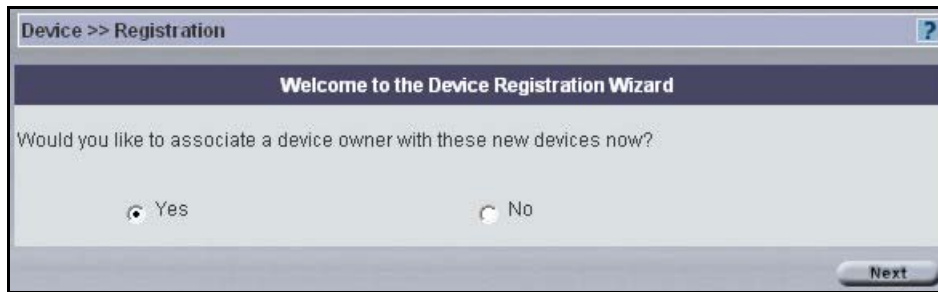 Device >> Registration
?
Welcome to the Device Registration Wizard
Would you like to associate a device owner with these new devices now?
Yes No
Next